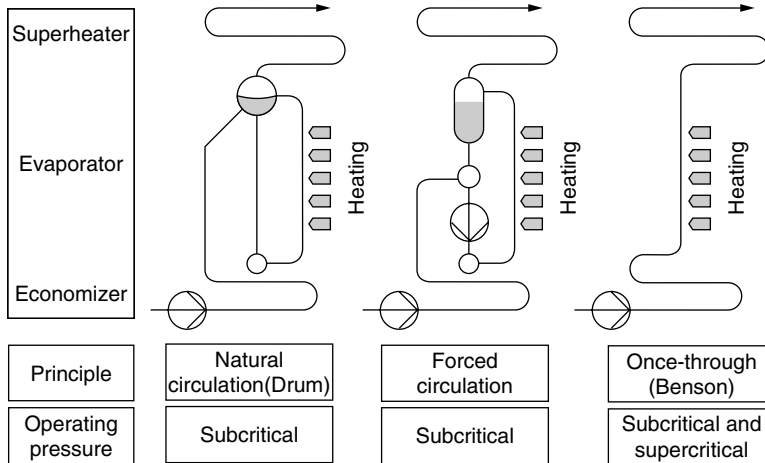 Superheater
Evaporator
Economizer
Heating
Heating
Heating
Principle
Natural
circulation(Drum)
Forced
circulation
Once-through
(Benson)
Operating
pressure
Subcritical
Subcritical
Subcritical and
supercritical